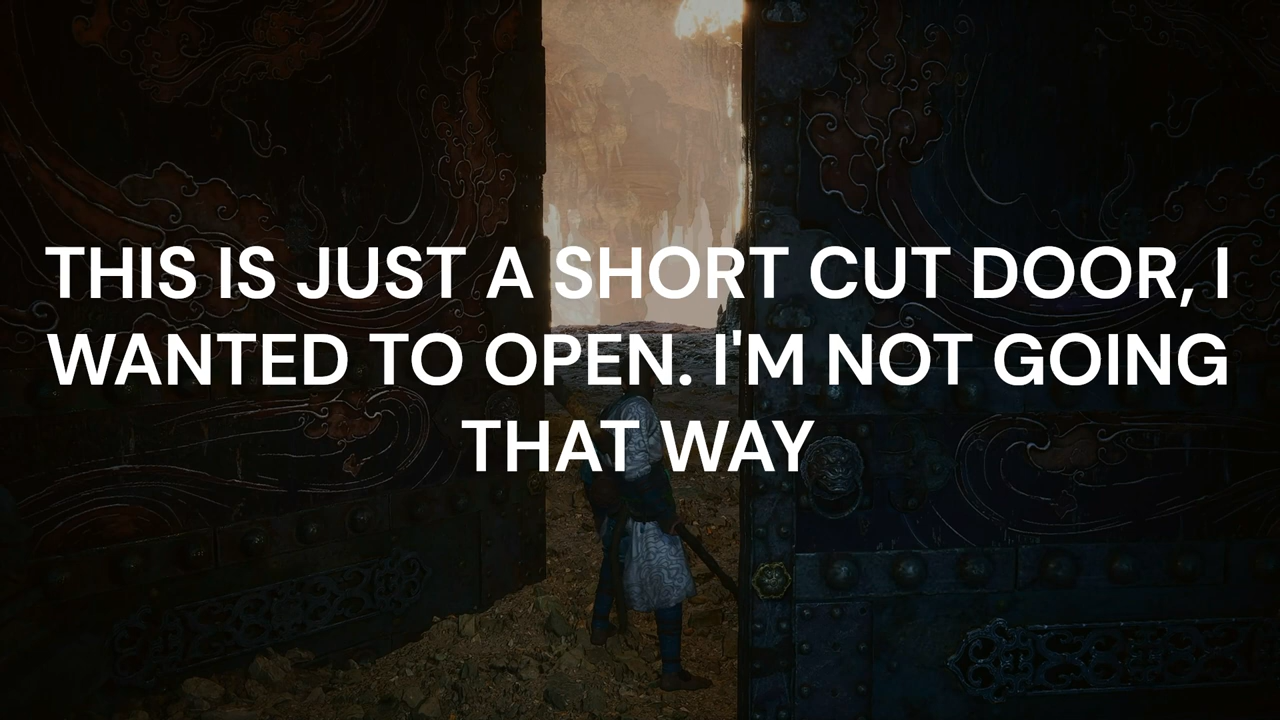 THIS IS JUST A SHORT CUT DOOR, I
WANTED TO OPEN. I'M NOT GOING
THAT WAY